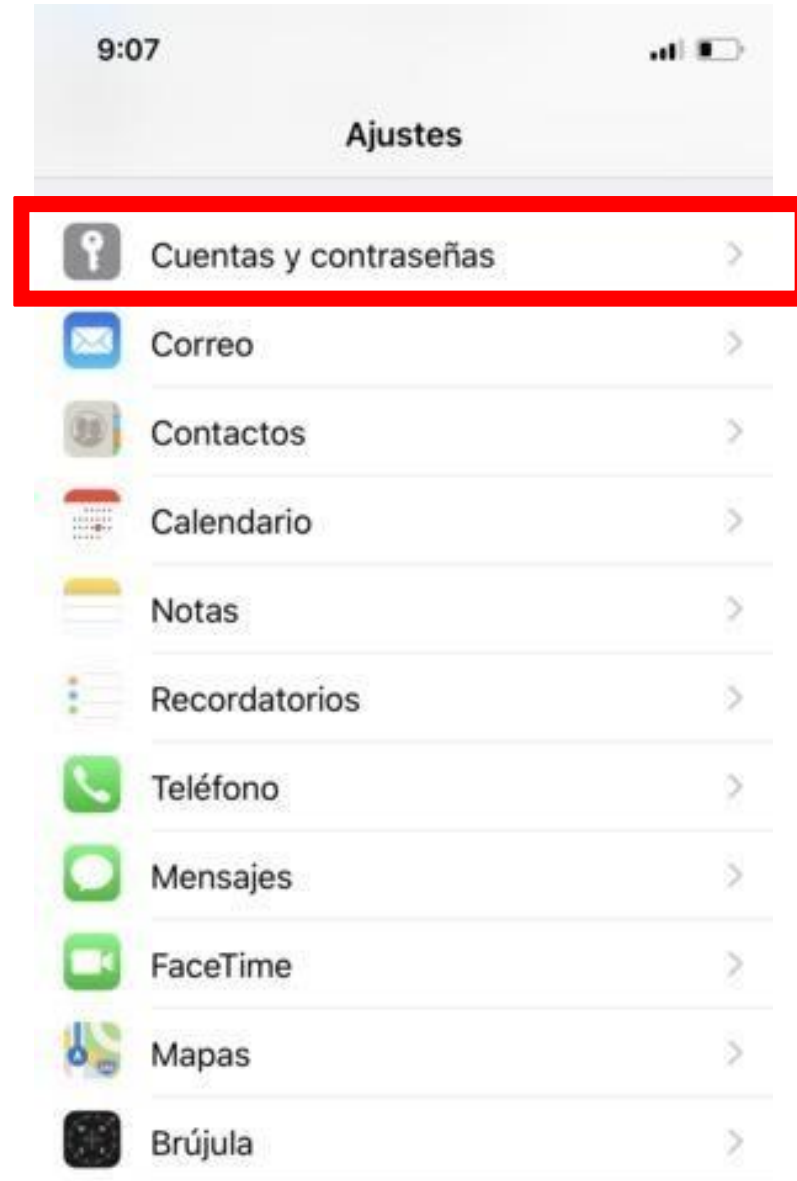 9:07
Ajustes
Cuentas y contraseñas
Correo
Contactos
Calendario
Notas
Recordatorios
Teléfono
Mensajes
FaceTime
Mapas
Brújula